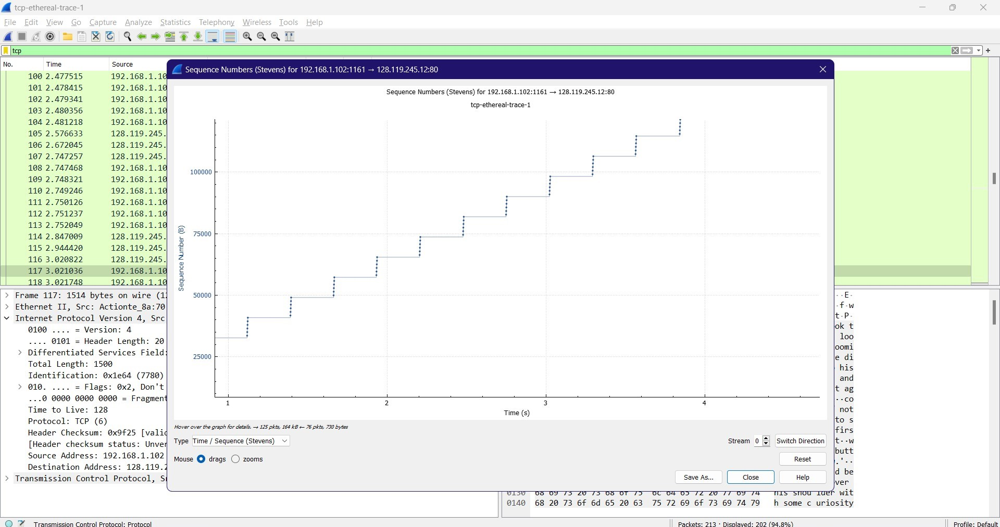 tcp-ethereal-trace-1
File Edit View Go Capture Analyze Statistics Telephony Wireless Tools Help
tcp
No. Time Source
100 2.477515 192.168.1.10
101 2.478415 192.168.1.10
102 2.479341 192.168.1.10
103 2.480356 192.168.1.10
104 2.481218 192.168.1.10
105 2.576633 128.119.245.
106 2.672045 128.119.245.
107 2.747257 128.119.245.
108 2.747468 192.168.1.10
109 2.748321 192.168.1.10
110 2.749246 192.168.1.10
111 2.750126 192.168.1.10
112 2.751237 192.168.1.10
113 2.752049 192.168.1.10
114 2.847009 128.119.245.
115 2.944420 128.119.245.
116 3.020822 128.119.245.
117 3.021036 192.168.1.10
118 3.021748 192.168.1.10
Frame 117: 1514 bytes on wire (12
Ethernet II, Src: Actionte_8a:70
Internet Protocol Version 4, Src
0100 .... = Version: 4
.... 0101 = Header Length: 20
Differentiated Services Field:
Total Length: 1500
Identification: 0x1e64 (7780)
010. .... = Flags: 0x2, Don't
...0 0000 0000 0000 = Fragment
Time to Live: 128
Protocol: TCP (6)
Header Checksum: 0x9f25 [valid
[Header checksum status: Unver
Source Address: 192.168.1.102
Destination Address: 128.119.2
Transmission Control Protocol, Sr
Sequence Numbers (Stevens) for 192.168.1.102:1161 → 128.119.245.12:80
Sequence Numbers (Stevens) for 192.168.1.102:1161 → 128.119.245.12:80
tcp-ethereal-trace-1
Sequence Number (B)
100000
75000
50000
25000
1 2 3 4
Time (s)
Hover over the graph for details. → 125 pkts, 164 kB ← 76 pkts, 730 bytes
Type Time / Sequence (Stevens) Stream 0 Switch Direction
Mouse drags zooms Reset
Save As... Close Help
··E·
·f·w
t·P·
ok t
loo
oomi
e di
his
and
t ag
··co
not
to s
firs
t··w
butt
.'··
d be
ver
0130 68 69 73 20 73 68 6f 75 6c 64 65 72 20 77 69 74 his shou lder wit
0140 68 20 73 6f 6d 65 20 63 75 72 69 6f 73 69 74 79 h some c uriosity
Transmission Control Protocol: Protocol Packets: 213 · Displayed: 202 (94.8%) Profile: Default